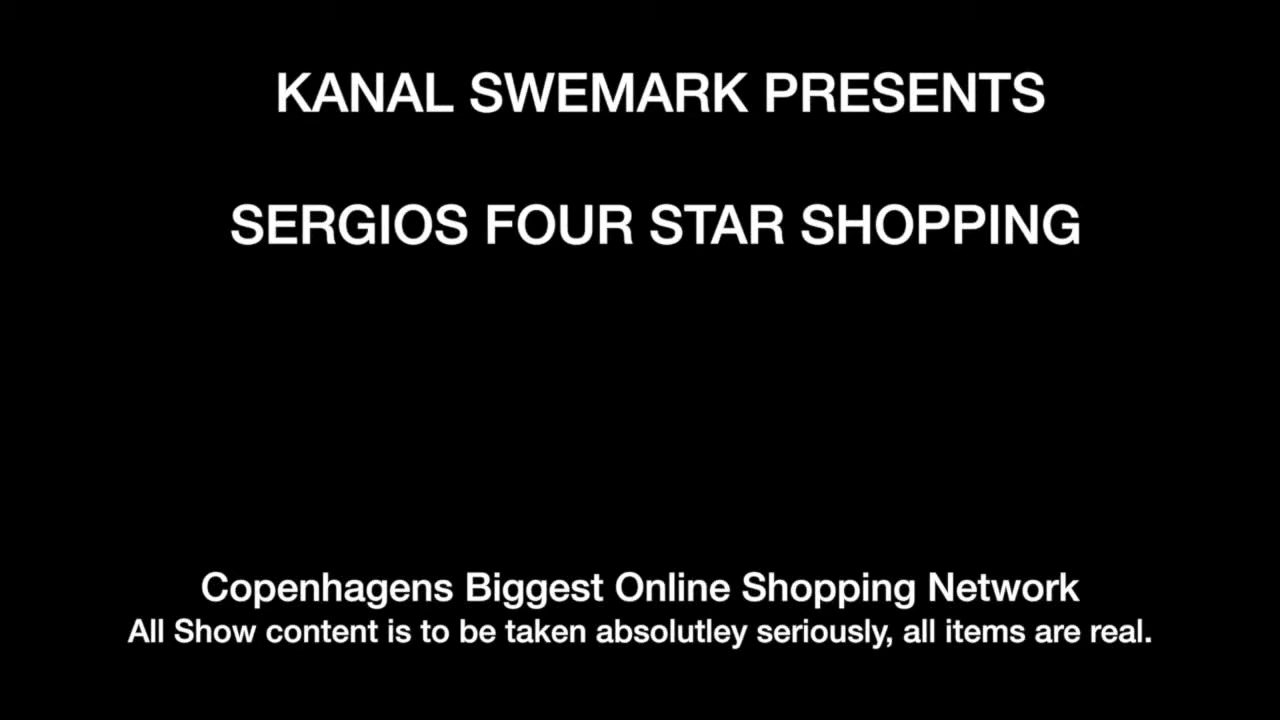 KANAL SWEMARK PRESENTS
SERGIOS FOUR STAR SHOPPING
Copenhagens Biggest Online Shopping Network
All Show content is to be taken absolutley seriously, all items are real.